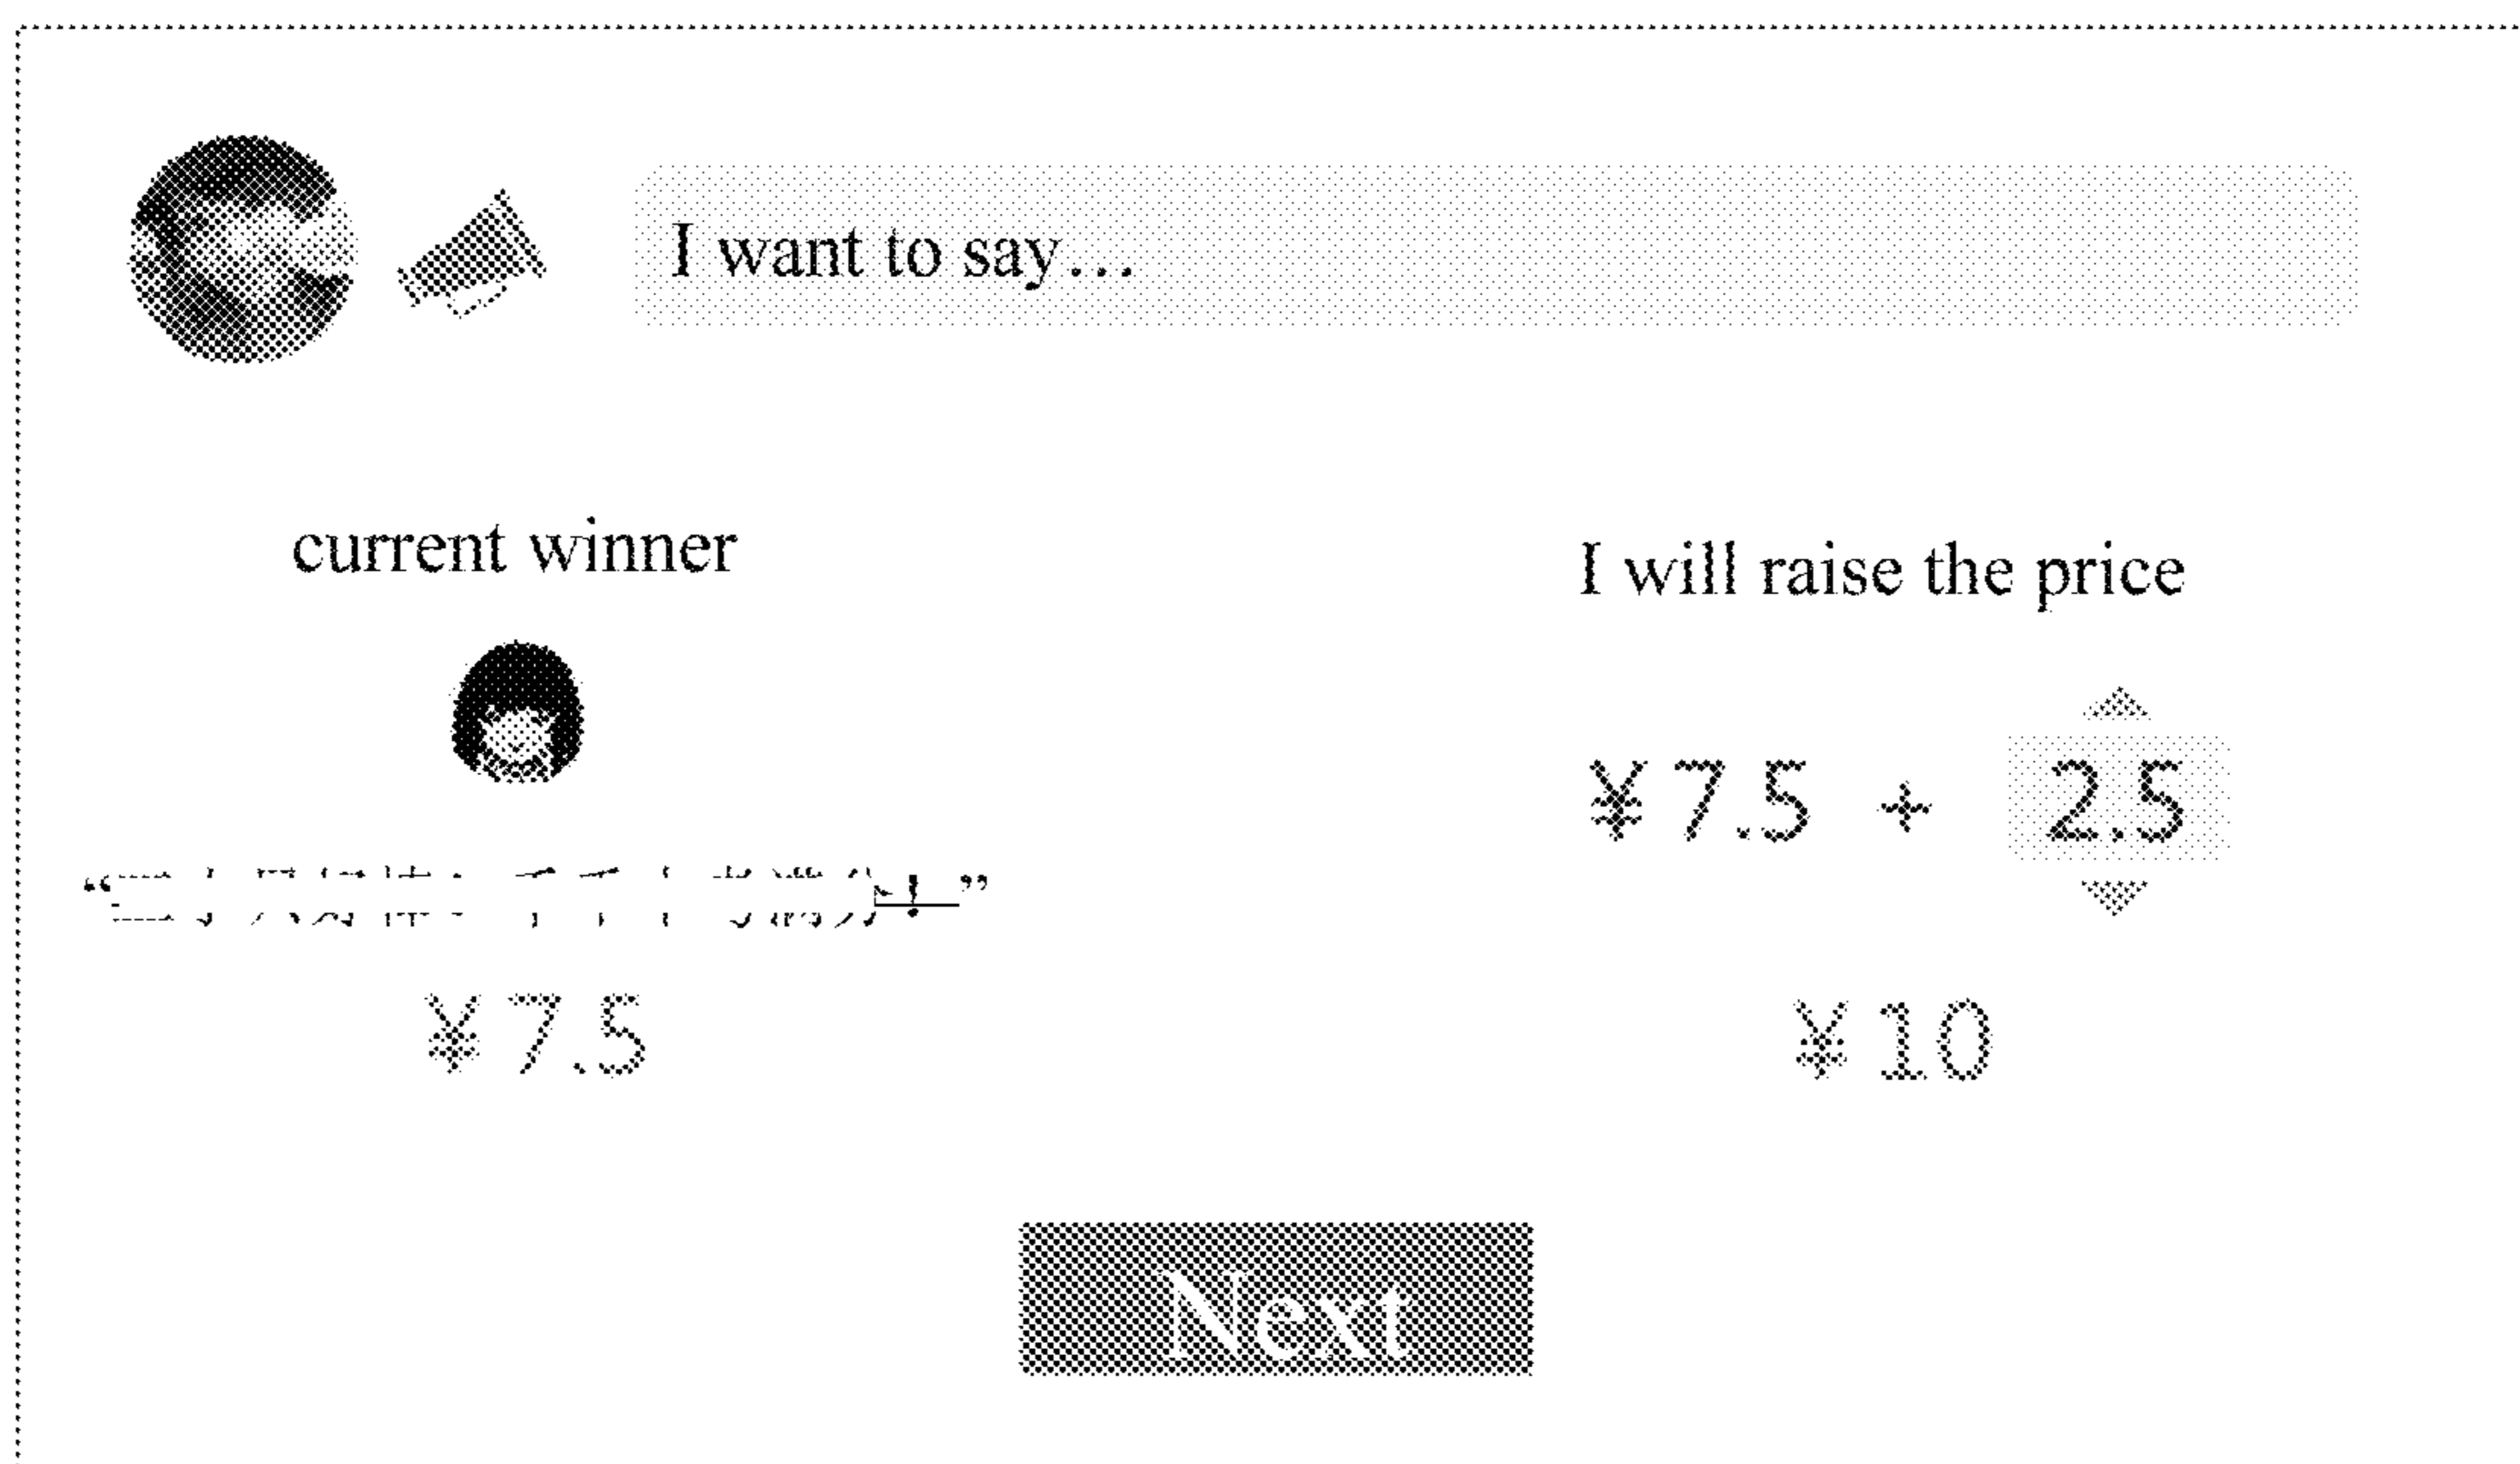 I want to say...
current winner
I will raise the price
¥7.5 + 2.5
¥7.5
¥10
Next